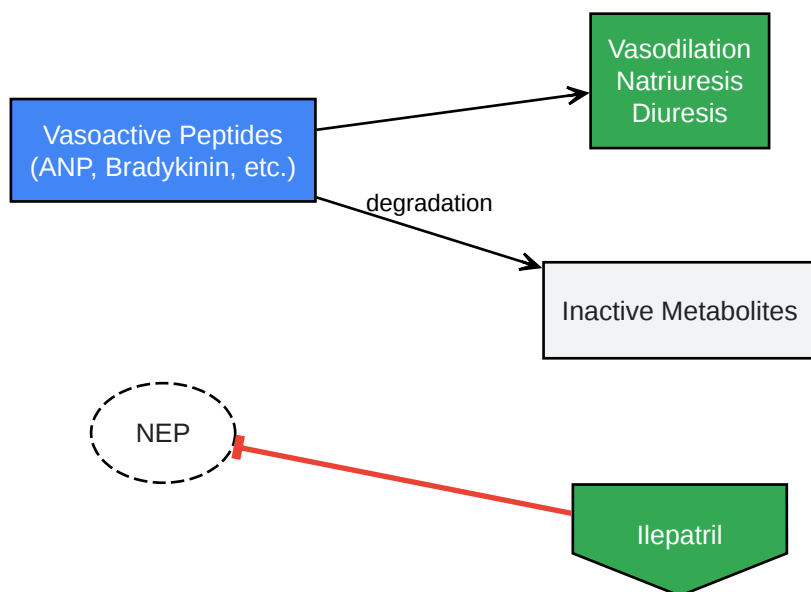 Vasodilation
Natriuresis
Diuresis
Vasoactive Peptides
(ANP, Bradykinin, etc.)
degradation
Inactive Metabolites
NEP
Ilepatril